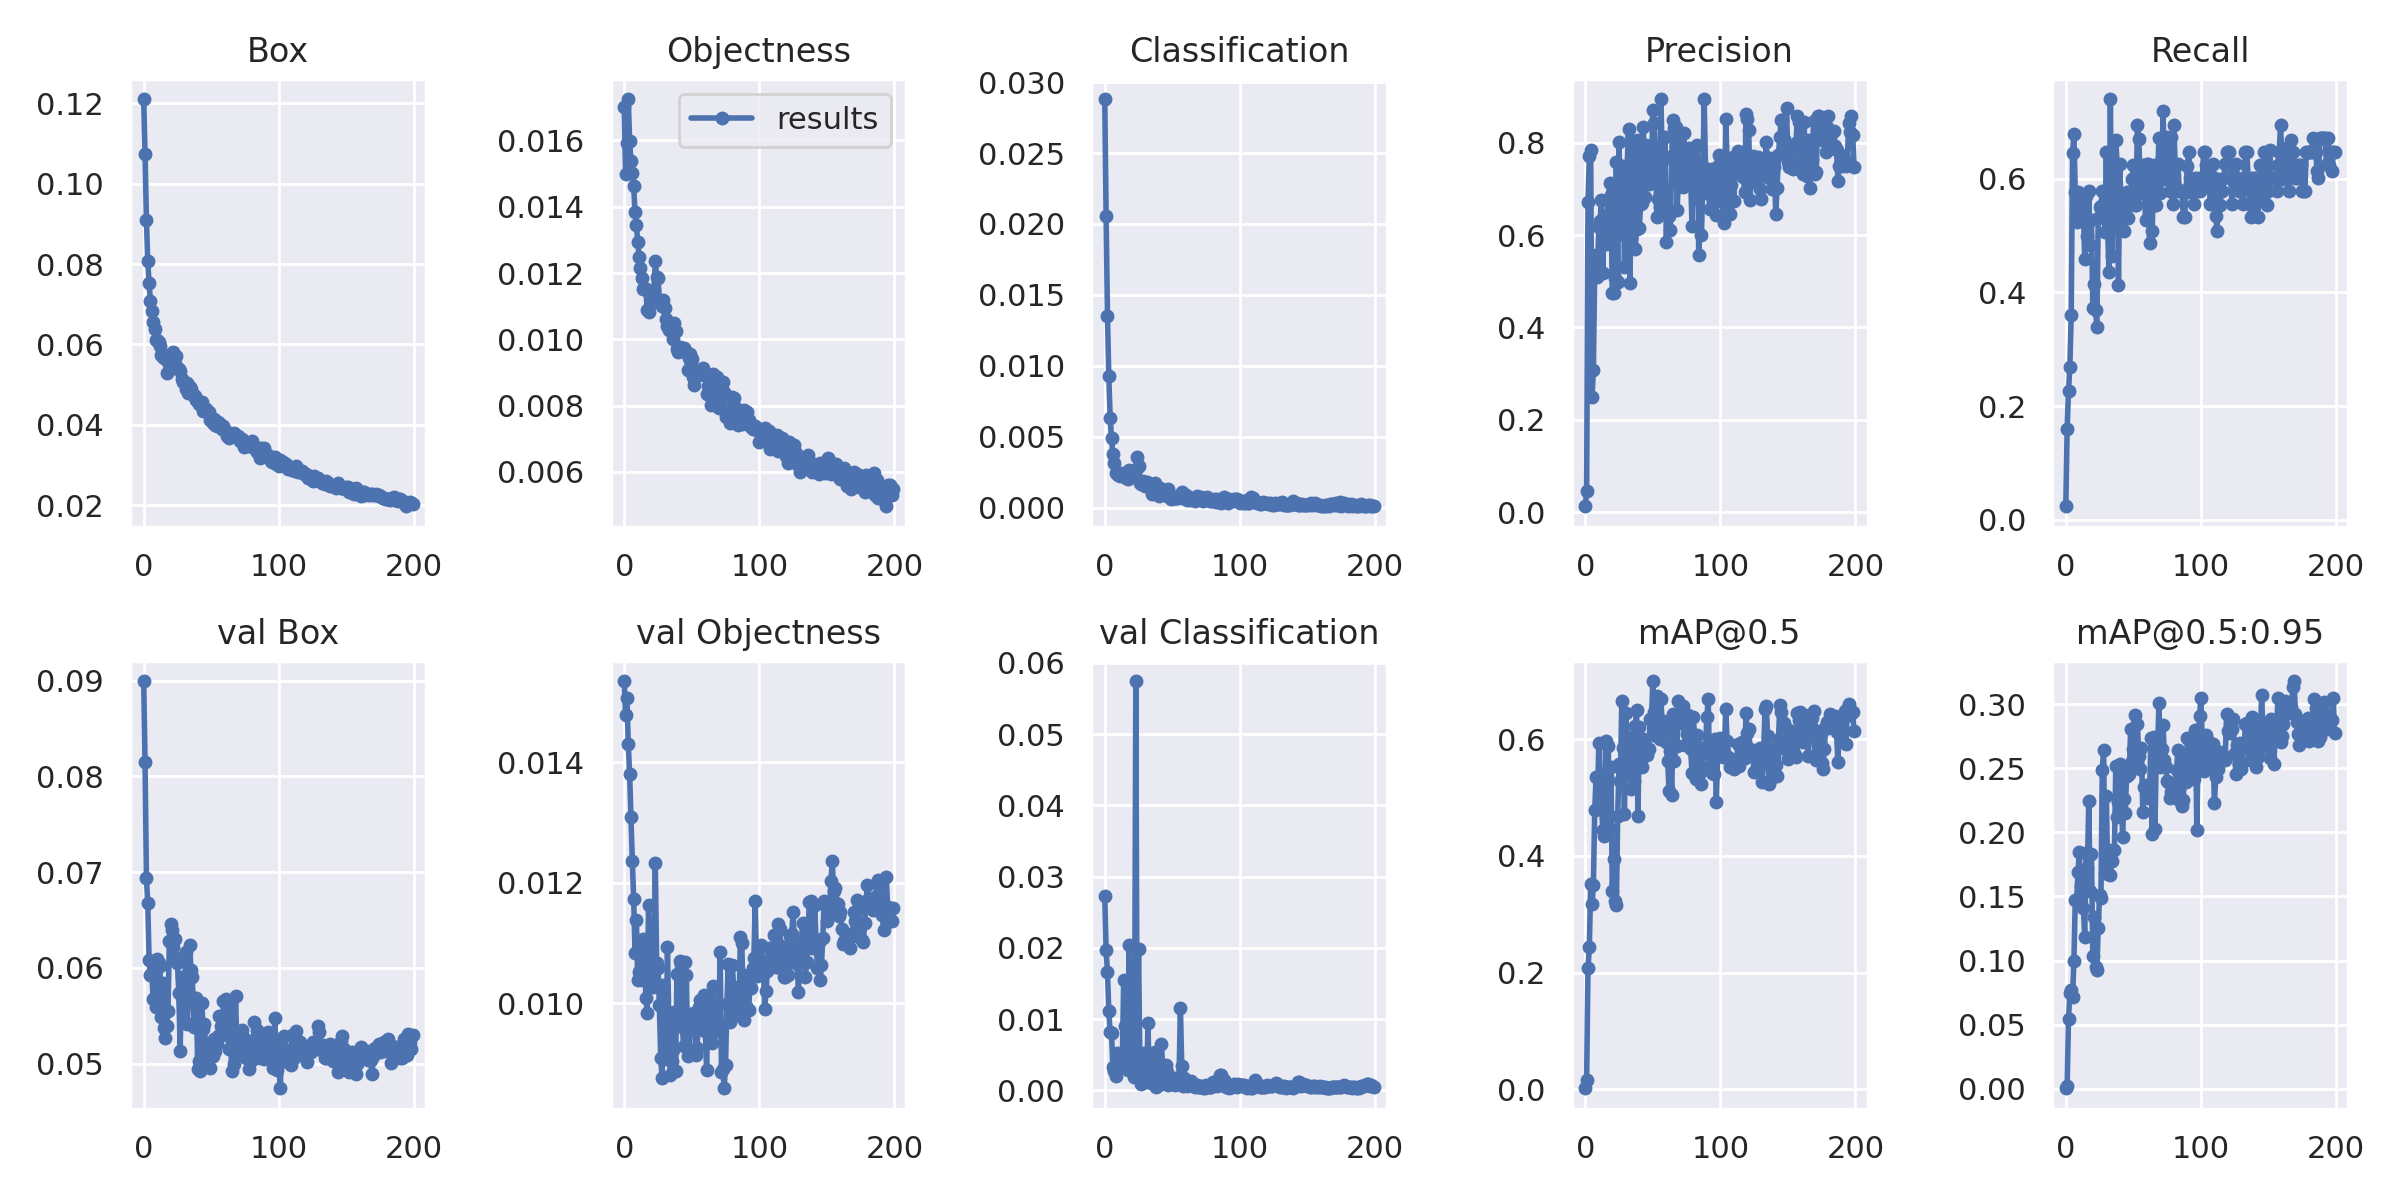 Box
0.12
0.10
0.08
0.06
0.04
0.02
0 100 200
Objectness
results
0.016
0.014
0.012
0.010
0.008
0.006
0 100 200
Classification
0.030
0.025
0.020
0.015
0.010
0.005
0.000
0 100 200
Precision
0.8
0.6
0.4
0.2
0.0
0 100 200
Recall
0.6
0.4
0.2
0.0
0 100 200
val Box
0.09
0.08
0.07
0.06
0.05
0 100 200
val Objectness
0.014
0.012
0.010
0 100 200
val Classification
0.06
0.05
0.04
0.03
0.02
0.01
0.00
0 100 200
mAP@0.5
0.6
0.4
0.2
0.0
0 100 200
mAP@0.5:0.95
0.30
0.25
0.20
0.15
0.10
0.05
0.00
0 100 200